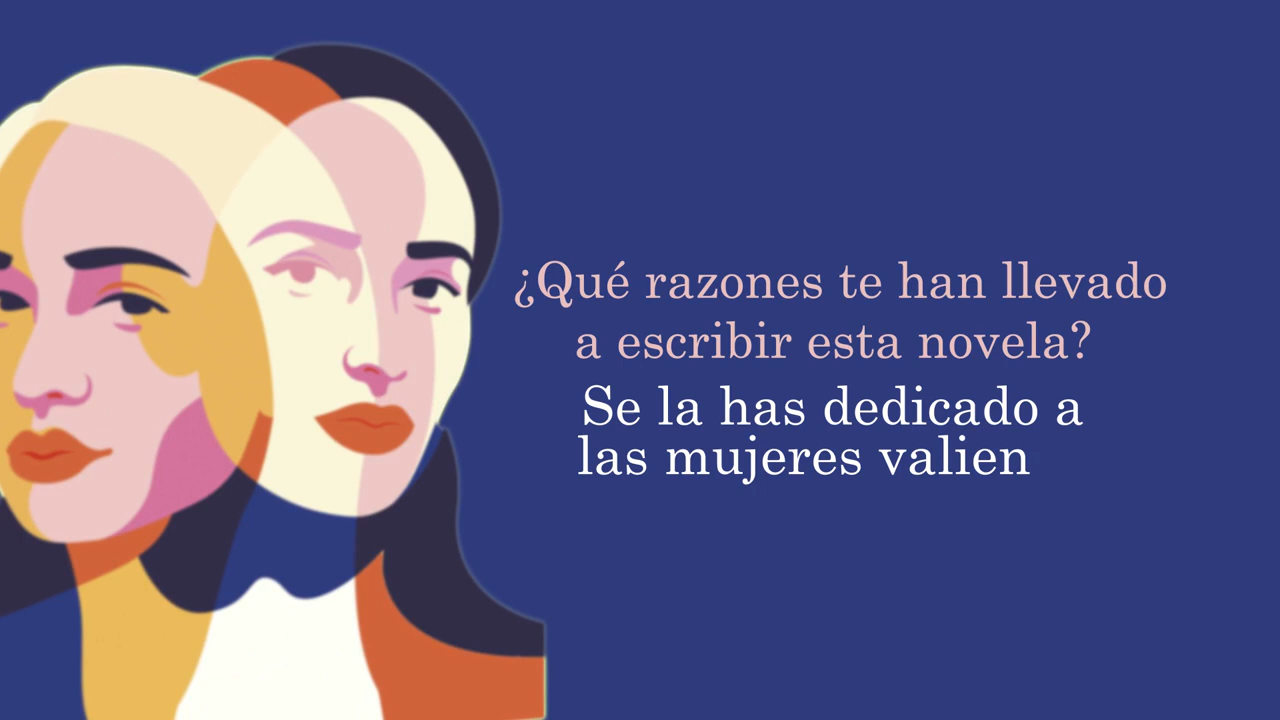 ¿Qué razones te han llevado
a escribir esta novela?
Se la has dedicado a
las mujeres valien